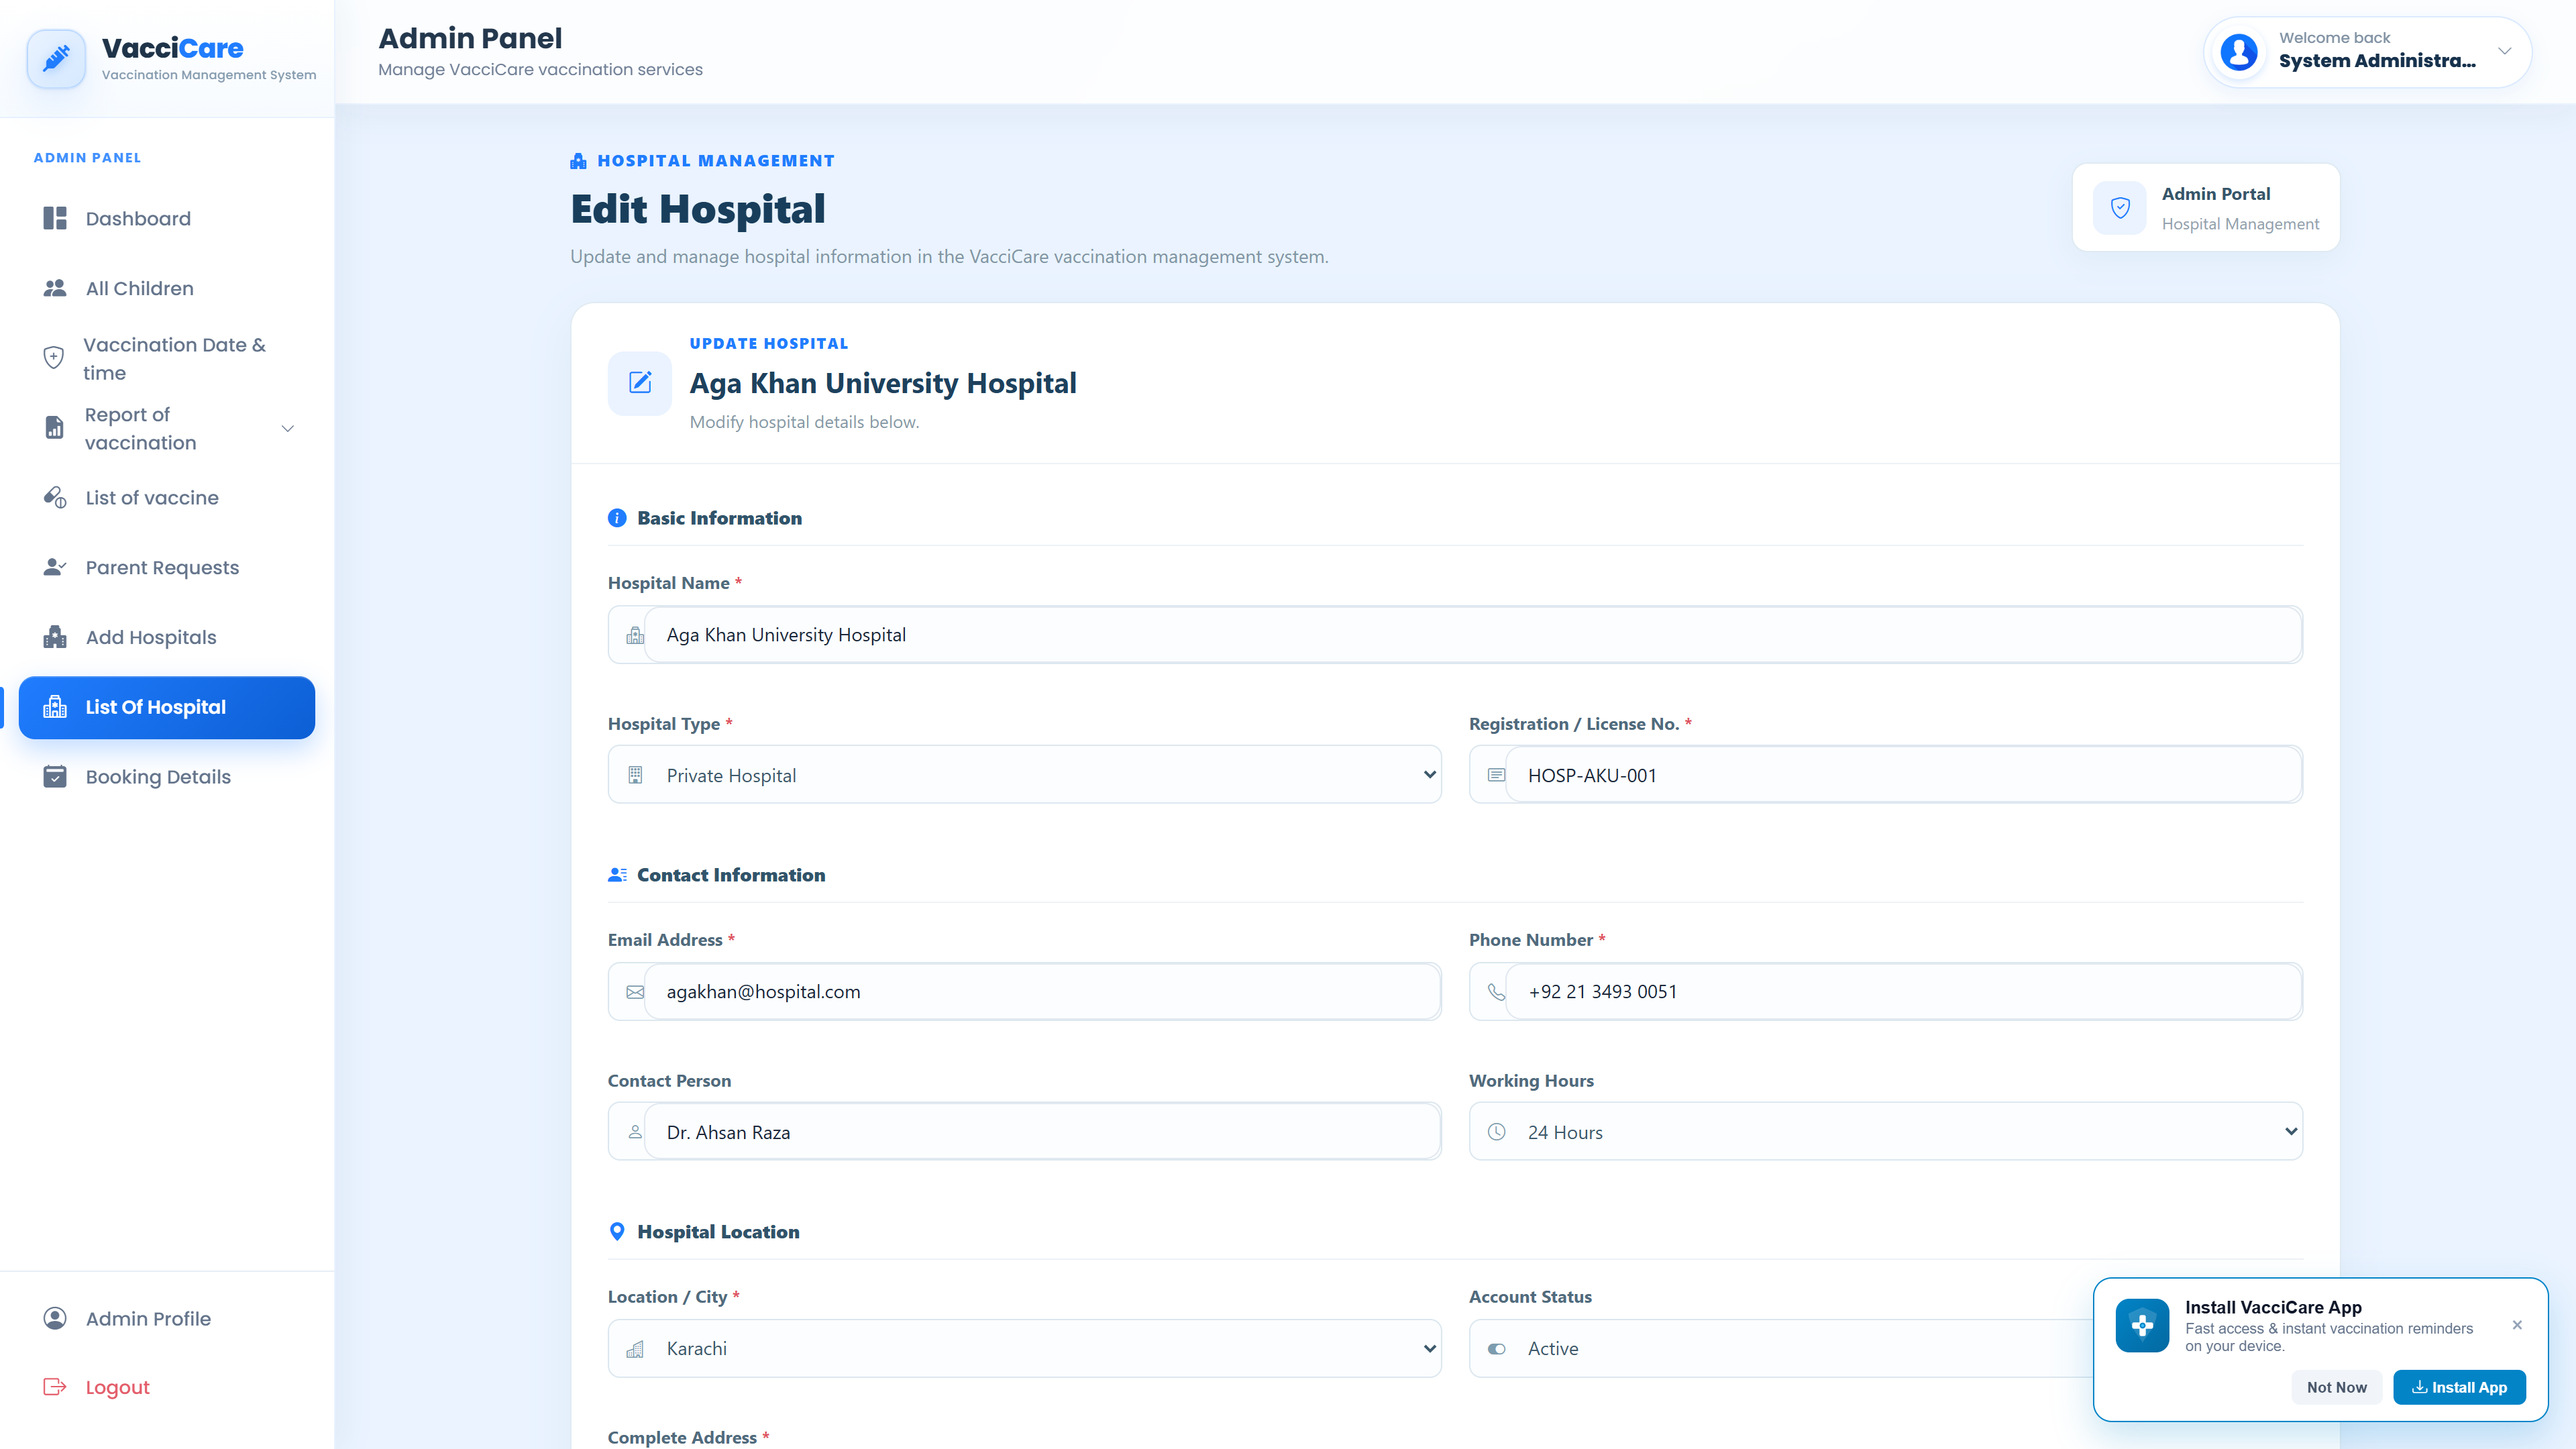 VacciCare
Vaccination Management System
ADMIN PANEL
Dashboard
All Children
Vaccination Date &
time
Report of
vaccination
List of vaccine
Parent Requests
Add Hospitals
List Of Hospital
Booking Details
Admin Profile
Logout
Admin Panel
Manage VacciCare vaccination services
Welcome back
System Administra...
HOSPITAL MANAGEMENT
Edit Hospital
Update and manage hospital information in the VacciCare vaccination management system.
Admin Portal
Hospital Management
UPDATE HOSPITAL
Aga Khan University Hospital
Modify hospital details below.
Basic Information
Hospital Name *
Aga Khan University Hospital
Hospital Type *
Private Hospital
Registration / License No. *
HOSP-AKU-001
Contact Information
Email Address *
agakhan@hospital.com
Phone Number *
+92 21 3493 0051
Contact Person
Dr. Ahsan Raza
Working Hours
24 Hours
Hospital Location
Location / City *
Karachi
Account Status
Active
Complete Address *
Install VacciCare App
Fast access & instant vaccination reminders
on your device.
Not Now
Install App